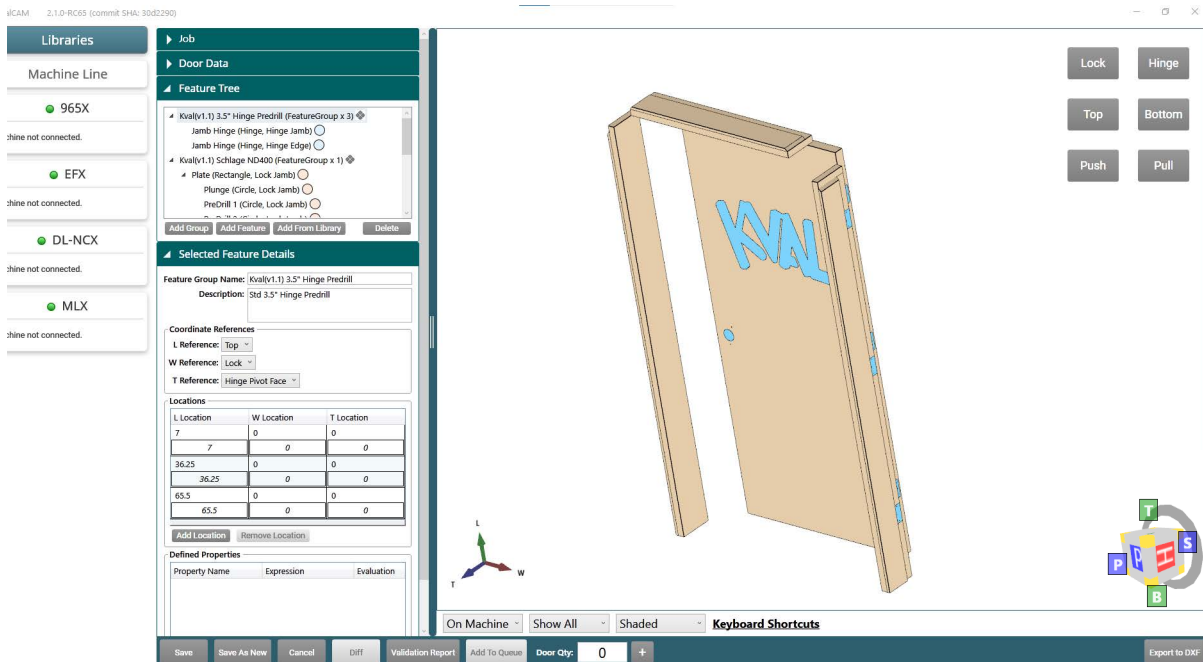 alCAM 2.1.0-RC65 (commit SHA: 30d2290)
Libraries
Machine Line
965X
chine not connected.
EFX
chine not connected.
DL-NCX
chine not connected.
MLX
chine not connected.
Job
Door Data
Feature Tree
Kval(v1.1) 3.5" Hinge Predrill (FeatureGroup x 3)
Jamb Hinge (Hinge, Hinge Jamb)
Jamb Hinge (Hinge, Hinge Edge)
Kval(v1.1) Schlage ND400 (FeatureGroup x 1)
Plate (Rectangle, Lock Jamb)
Plunge (Circle, Lock Jamb)
PreDrill 1 (Circle, Lock Jamb)
Add Group Add Feature Add From Library Delete
Selected Feature Details
Feature Group Name: Kval(v1.1) 3.5" Hinge Predrill
Description: Std 3.5" Hinge Predrill
Coordinate References
L Reference: Top
W Reference: Lock
T Reference: Hinge Pivot Face
Locations
L Location W Location T Location
7 0 0
7 0 0
36.25 0 0
36.25 0 0
65.5 0 0
65.5 0 0
Add Location Remove Location
Defined Properties
Property Name Expression Evaluation
Save Save As New Cancel Diff Validation Report Add To Queue Door Qty: 0 + Export to DXF
Lock Hinge
Top Bottom
Push Pull
KVAL
L
W
T
T
S
P
P
H
B
On Machine Show All Shaded Keyboard Shortcuts